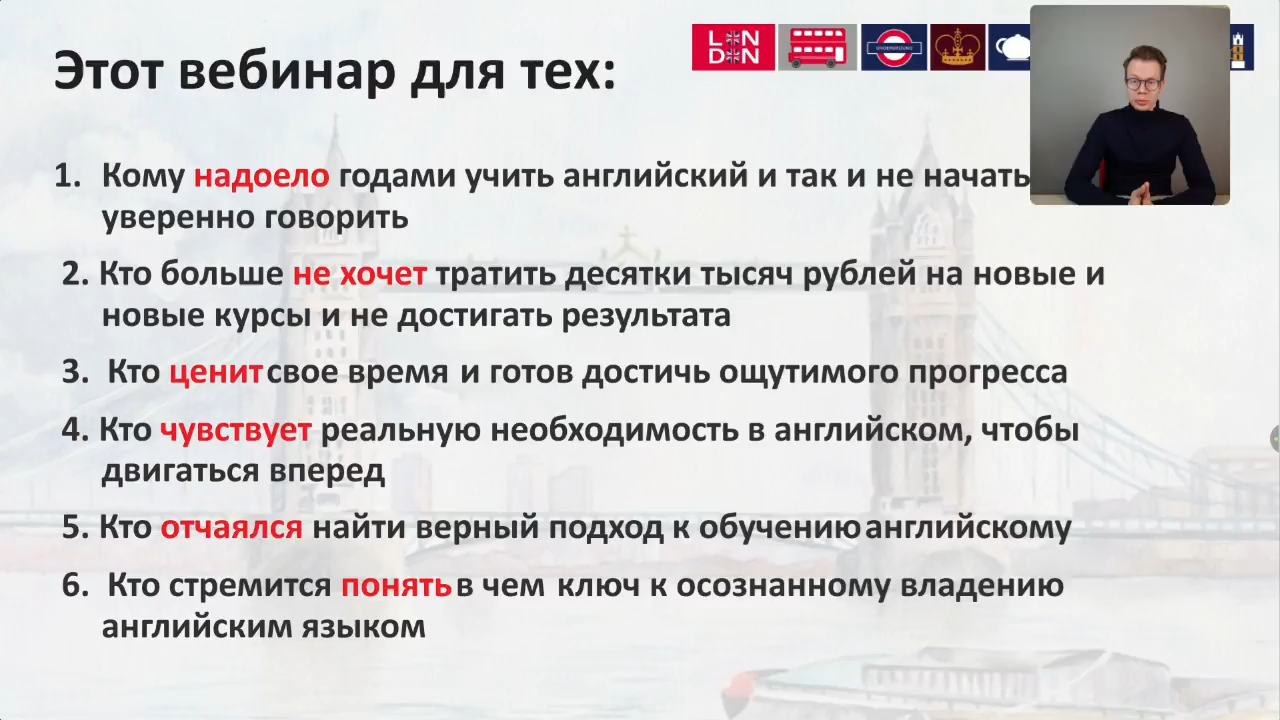 Этот вебинар для тех:
LONDON
UNDERGROUND
1. Кому надоело годами учить английский и так и не начать
уверенно говорить
2. Кто больше не хочет тратить десятки тысяч рублей на новые и
новые курсы и не достигать результата
3. Кто ценит свое время и готов достичь ощутимого прогресса
4. Кто чувствует реальную необходимость в английском, чтобы
двигаться вперед
5. Кто отчаялся найти верный подход к обучению английскому
6. Кто стремится понять в чем ключ к осознанному владению
английским языком